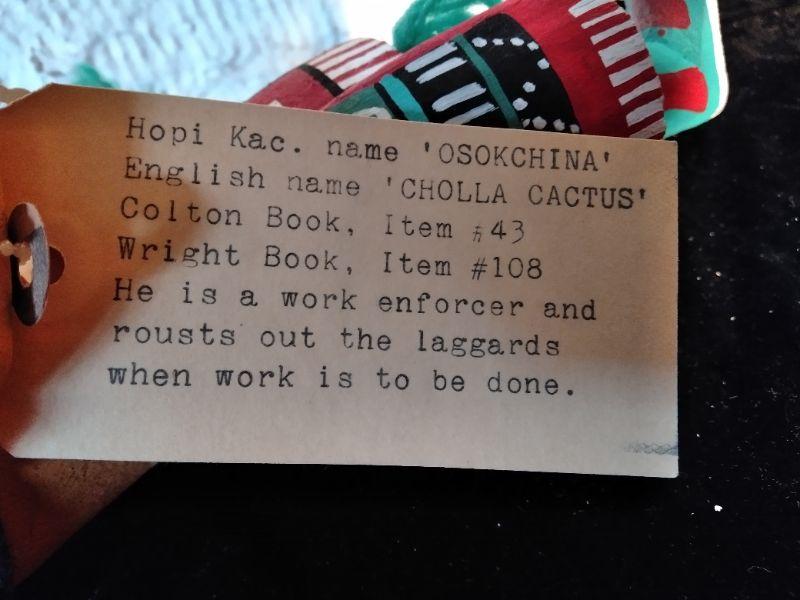 Hopi Kac. name 'OSOKCHINA'
English name 'CHOLLA CACTUS'
Colton Book, Item #43
Wright Book, Item #108
He is a work enforcer and
rousts out the laggards
when work is to be done.